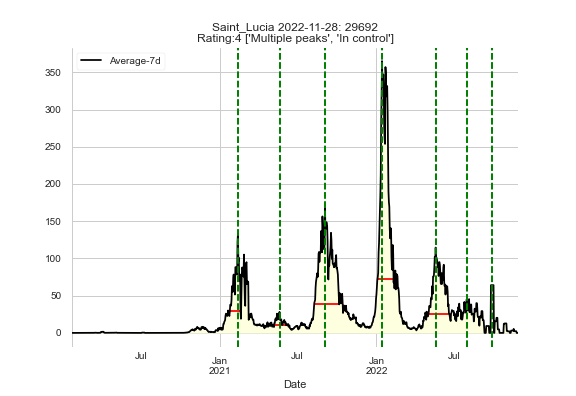 Saint_Lucia 2022-11-28: 29692
Rating:4 ['Multiple peaks', 'In control']
Average-7d
350
300
250
200
150
100
50
0
Jul
Jan
2021
Jul
Jan
2022
Jul
Date